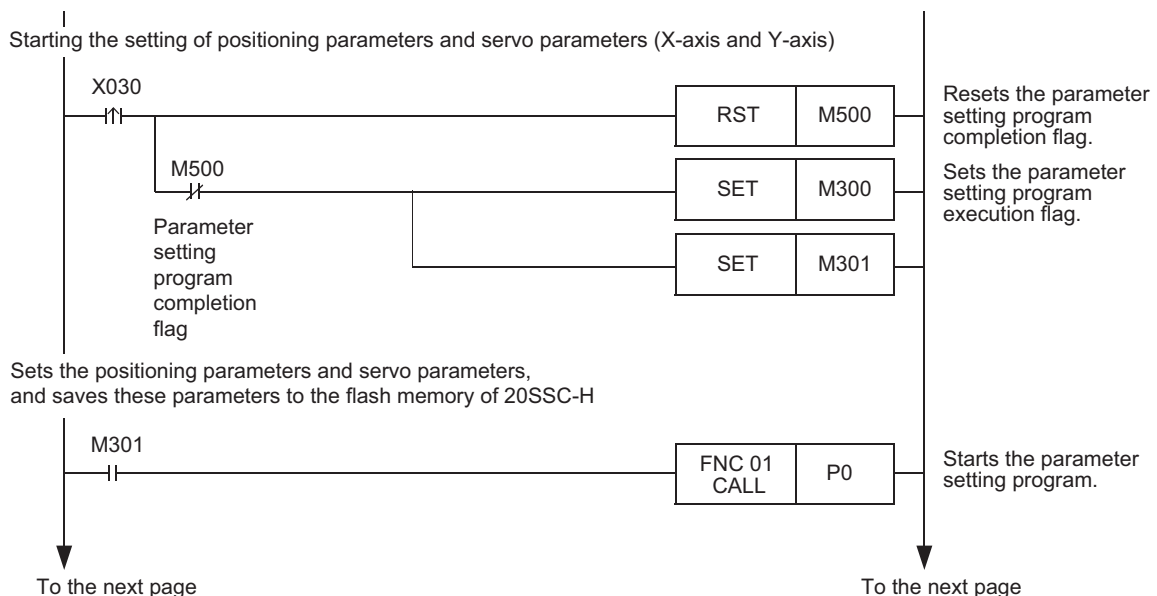 Starting the setting of positioning parameters and servo parameters (X-axis and Y-axis)
X030
RST M500
Resets the parameter
setting program
completion flag.
M500
SET M300
Sets the parameter
setting program
execution flag.
Parameter
setting
program
completion
flag
SET M301
Sets the positioning parameters and servo parameters,
and saves these parameters to the flash memory of 20SSC-H
M301
FNC 01
CALL
P0
Starts the parameter
setting program.
To the next page
To the next page